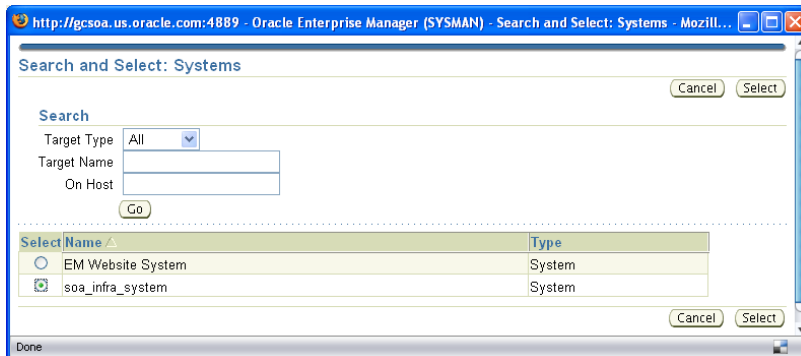 http://gcsoa.us.oracle.com:4889 - Oracle Enterprise Manager (SYSMAN) - Search and Select: Systems - Mozill...
Search and Select: Systems
Cancel Select
Search
Target Type All
Target Name
On Host
Go
Select Name Type
EM Website System System
soa_infra_system System
Cancel Select
Done